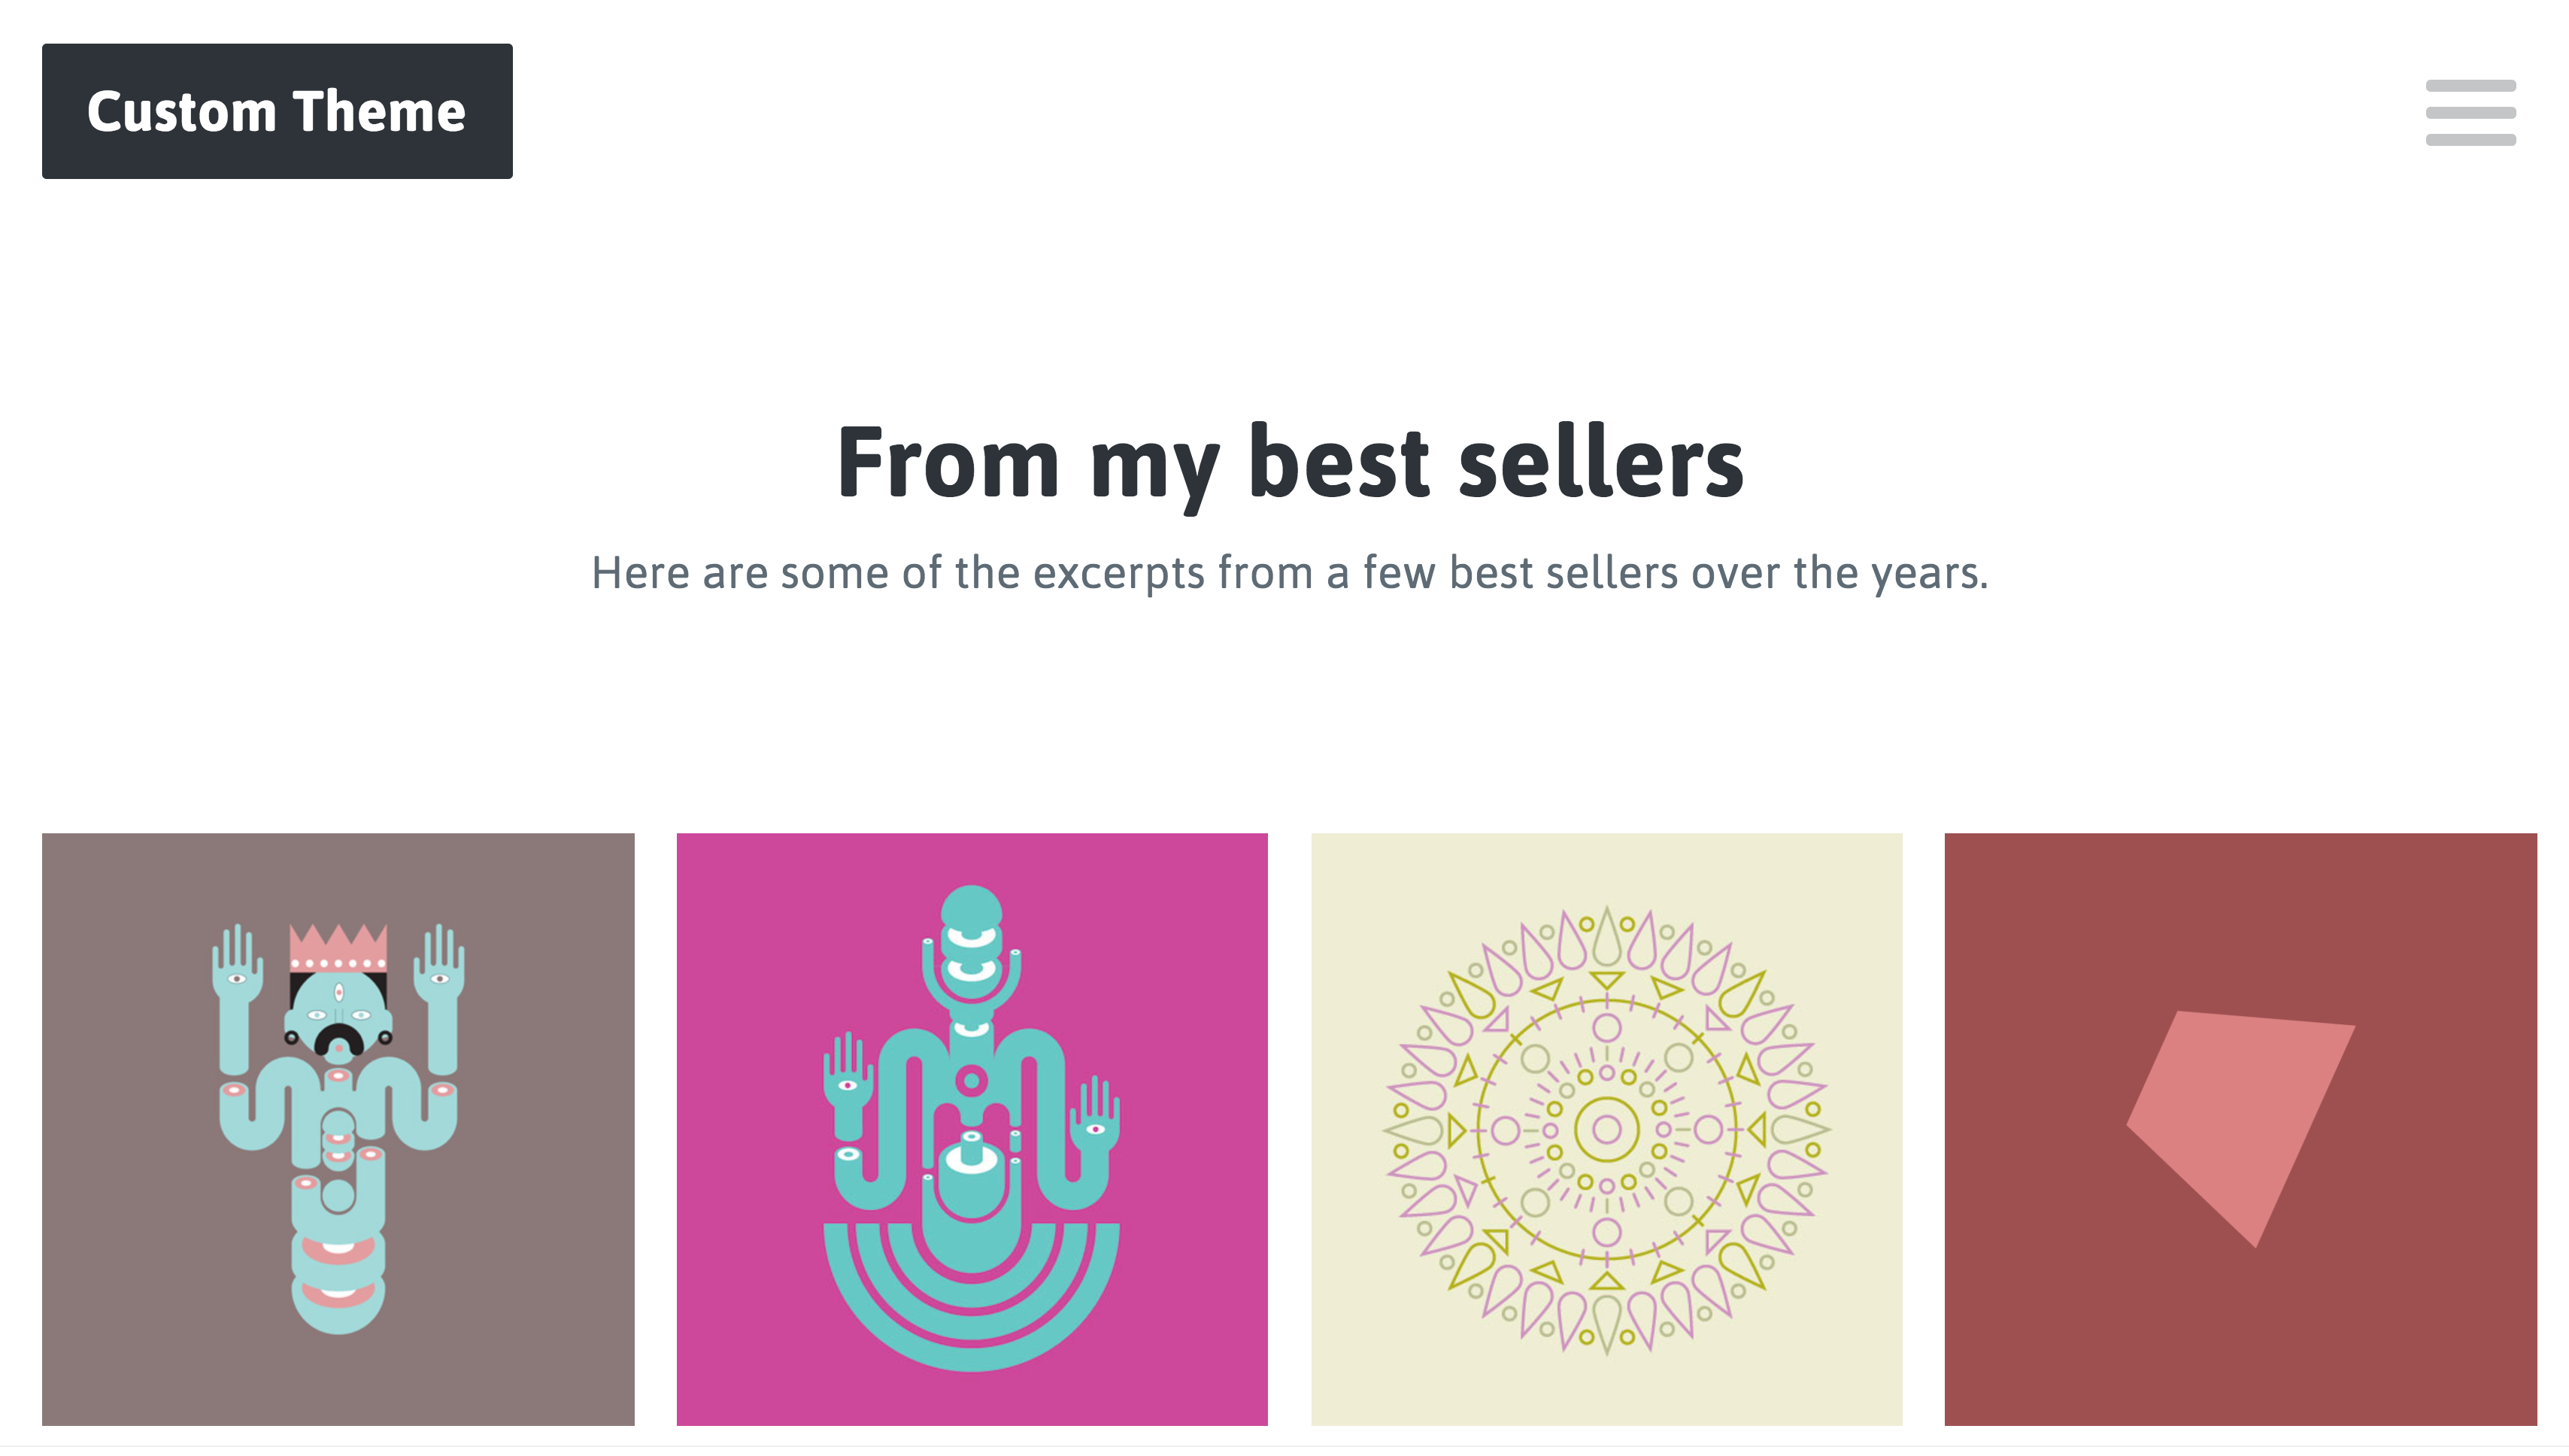 Custom Theme
From my best sellers
Here are some of the excerpts from a few best sellers over the years.